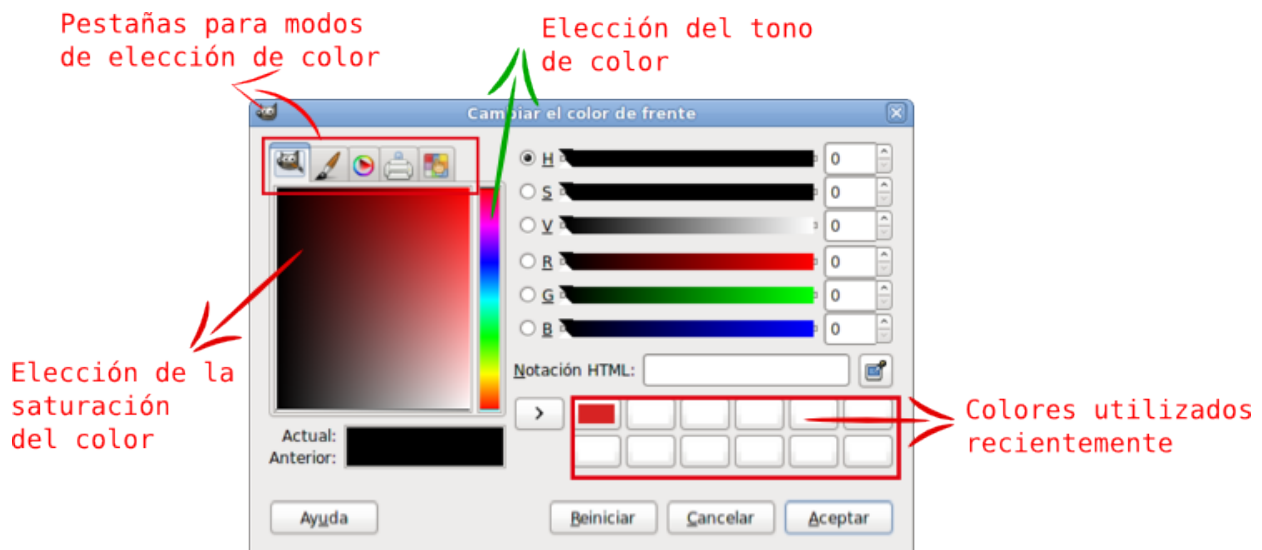 Pestañas para modos
de elección de color
Elección del tono
de color
Cambiar el color de frente
H 0
S 0
V 0
R 0
G 0
B 0
Notación HTML:
>
Elección de la
saturación
del color
Colores utilizados
recientemente
Actual:
Anterior:
Ayuda
Reiniciar
Cancelar
Aceptar